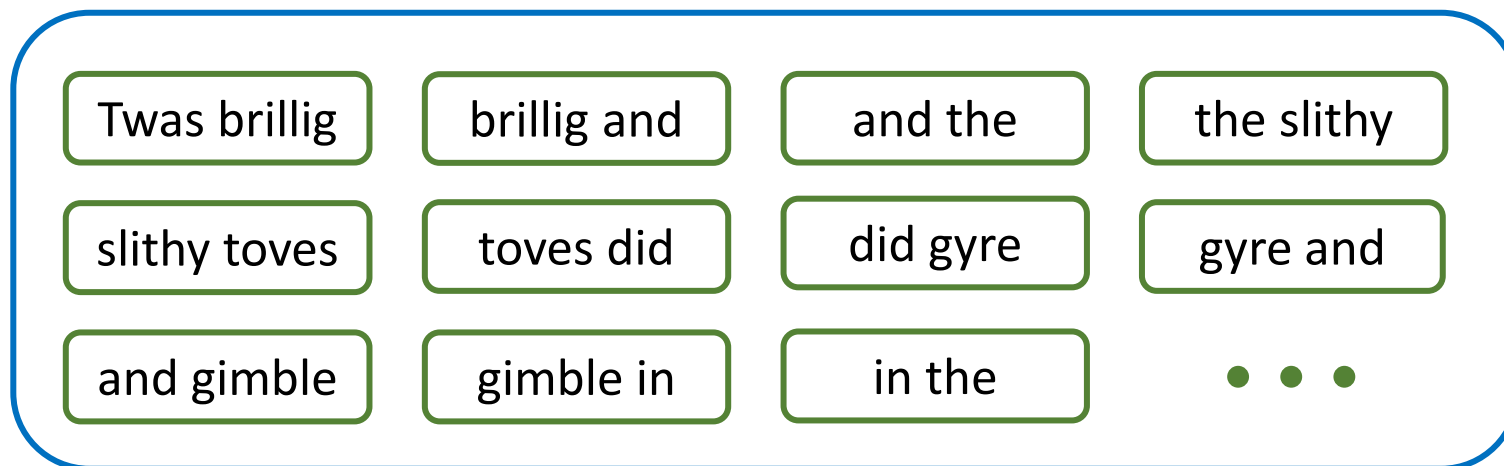 Twas brillig
brillig and
and the
the slithy
slithy toves
toves did
did gyre
gyre and
and gimble
gimble in
in the